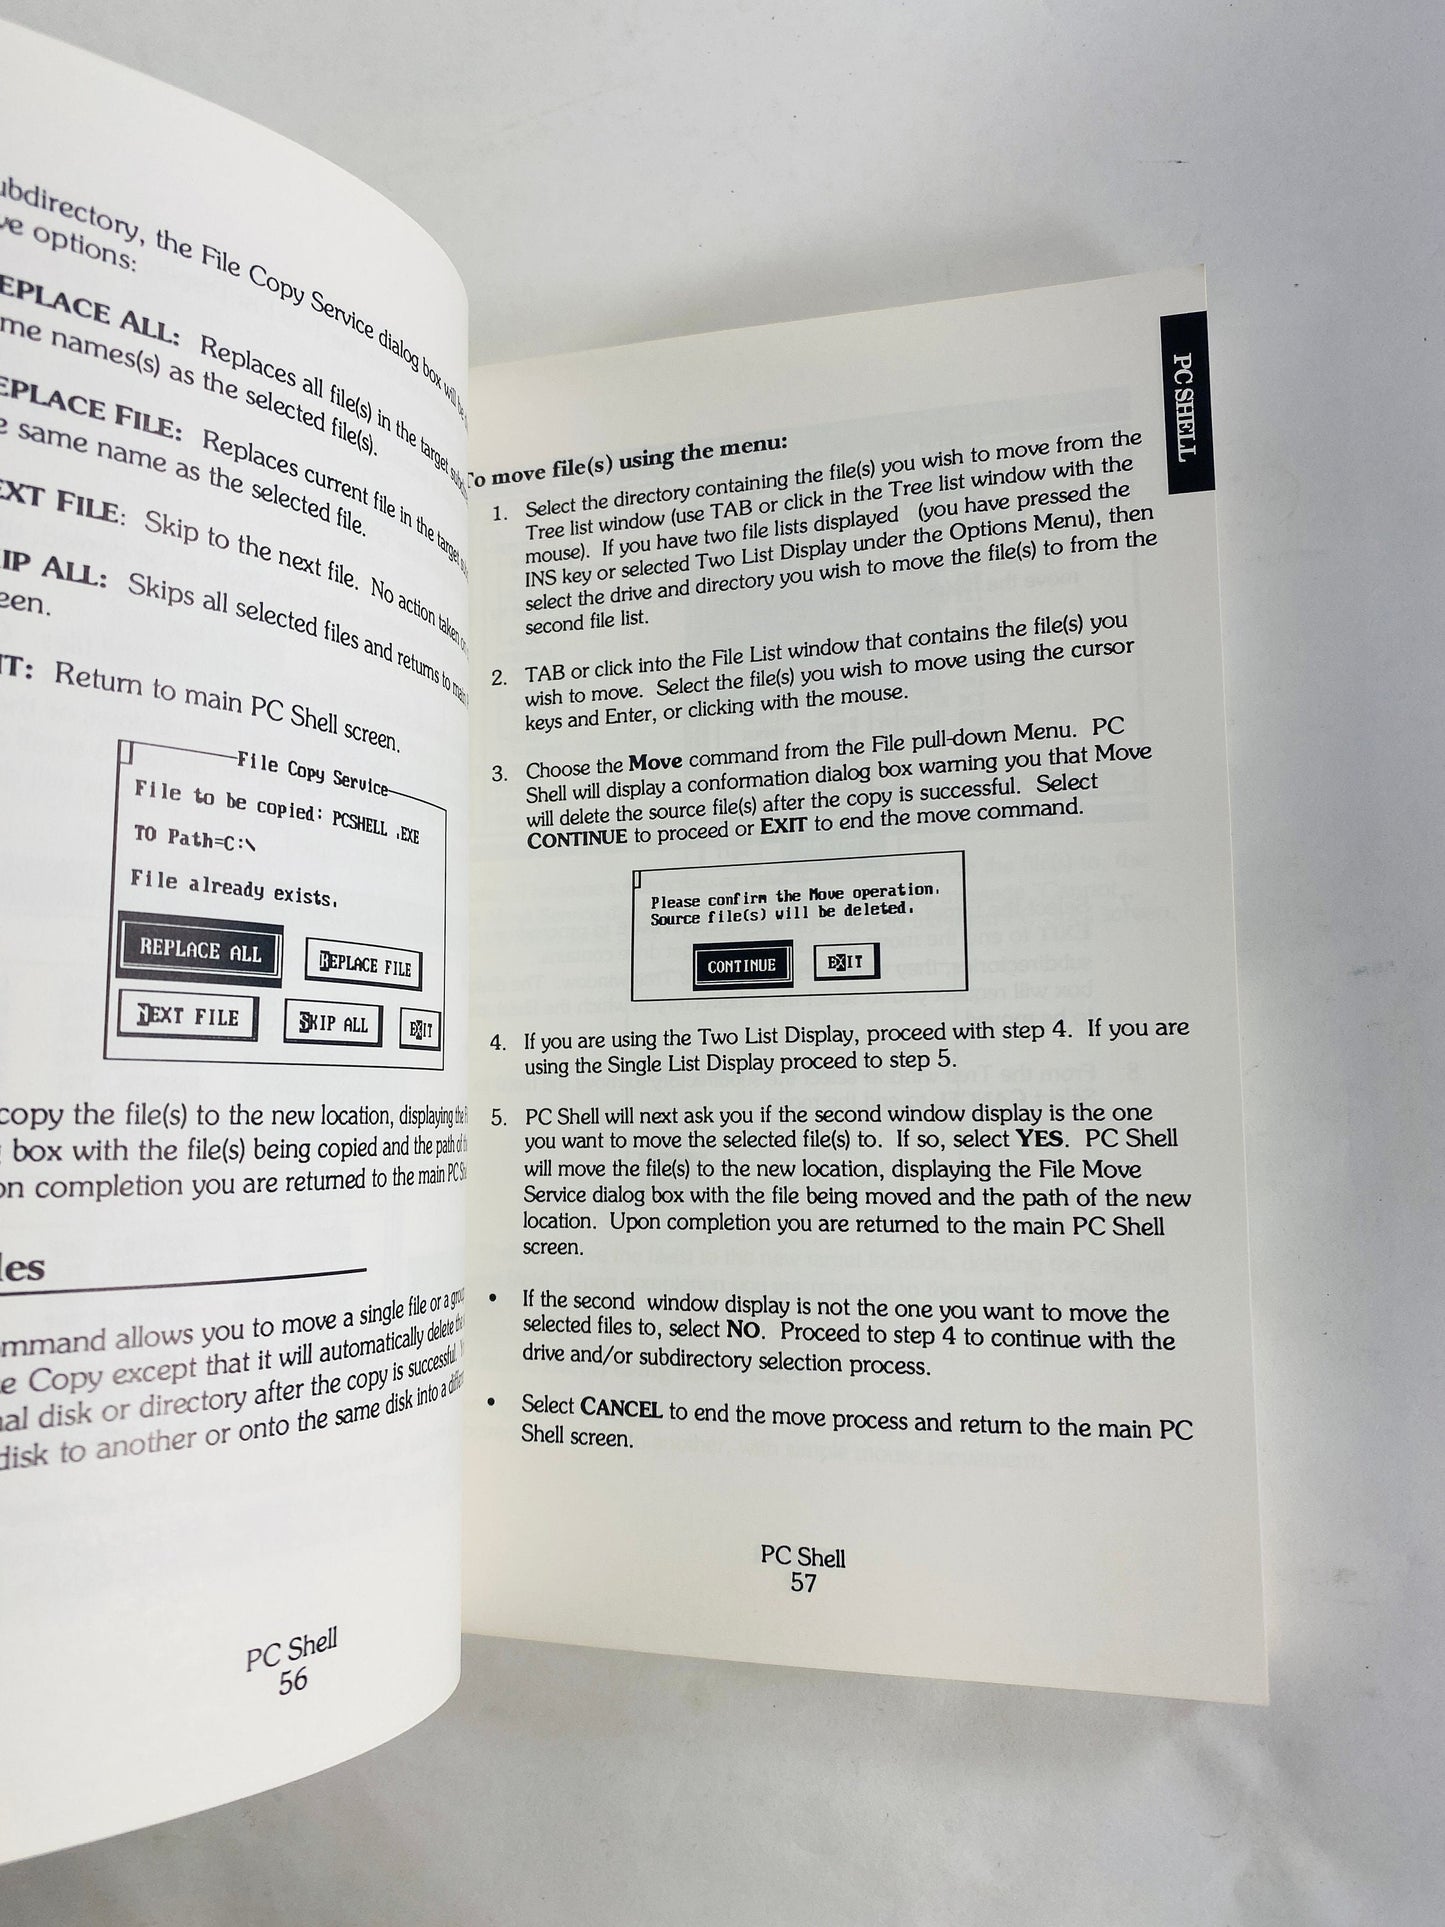 subdirectory, the File Copy Service dialog box will be
options:
REPLACE ALL: Replaces all file(s) in the target
names(s) as the selected file(s).
REPLACE FILE: Replaces current file in the target
same name as the selected file.
NEXT FILE: Skip to the next file. No action taken
SKIP ALL: Skips all selected files and returns to main
EXIT: Return to main PC Shell screen.
File Copy Service
File to be copied: PCSHELL .EXE
TO Path=C:\
File already exists.
REPLACE ALL REPLACE FILE
NEXT FILE SKIP ALL EXIT
copy the file(s) to the new location, displaying the
box with the file(s) being copied and the path of
on completion you are returned to the main PC
les
ommand allows you to move a single file or a group
Copy except that it will automatically delete the
disk or directory after the copy is successful.
disk to another or onto the same disk into a
PC Shell
56
PC SHELL
To move file(s) using the menu:
1. Select the directory containing the file(s) you wish to move from the
Tree list window (use TAB or click in the Tree list window with the
mouse). If you have two file lists displayed (you have pressed the
INS key or selected Two List Display under the Options Menu), then
select the drive and directory you wish to move the file(s) to from the
second file list.
2. TAB or click into the File List window that contains the file(s) you
wish to move. Select the file(s) you wish to move using the cursor
keys and Enter, or clicking with the mouse.
3. Choose the Move command from the File pull-down Menu. PC
Shell will display a conformation dialog box warning you that Move
will delete the source file(s) after the copy is successful. Select
CONTINUE to proceed or EXIT to end the move command.
Please confirm the Move operation.
Source file(s) will be deleted.
CONTINUE EXIT
4. If you are using the Two List Display, proceed with step 4. If you are
using the Single List Display proceed to step 5.
5. PC Shell will next ask you if the second window display is the one
you want to move the selected file(s) to. If so, select YES. PC Shell
will move the file(s) to the new location, displaying the File Move
Service dialog box with the file being moved and the path of the new
location. Upon completion you are returned to the main PC Shell
screen.
• If the second window display is not the one you want to move the
selected files to, select NO. Proceed to step 4 to continue with the
drive and/or subdirectory selection process.
• Select CANCEL to end the move process and return to the main PC
Shell screen.
PC Shell
57